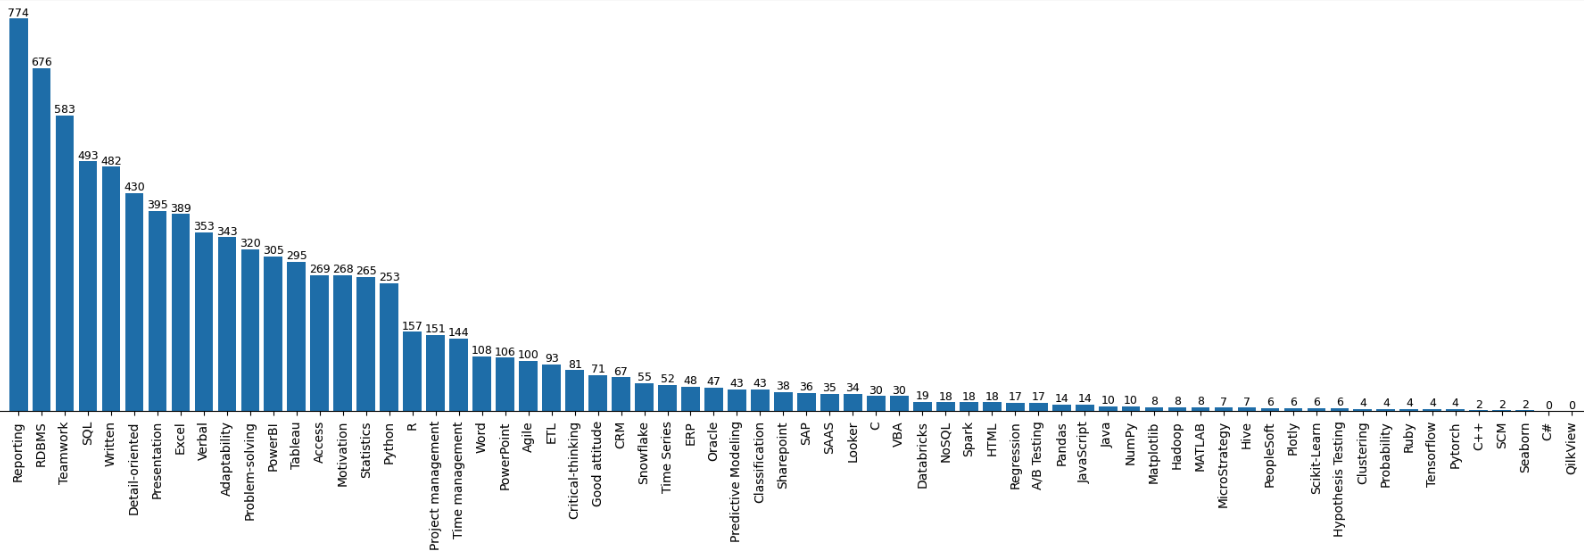 774
676
583
493
482
430
395
389
353
343
320
305
295
269
268
265
253
157
151
144
108
106
100
93
81
71
67
55
52
48
47
43
43
38
36
35
34
30
30
19
18
18
18
17
17
14
14
10
10
8
8
8
7
7
6
6
6
6
4
4
4
4
4
2
2
2
0
0
Reporting
RDBMS
Teamwork
SQL
Written
Detail-oriented
Presentation
Excel
Verbal
Adaptability
Problem-solving
PowerBI
Tableau
Access
Motivation
Statistics
Python
R
Project management
Time management
Word
PowerPoint
Agile
ETL
Critical-thinking
Good attitude
CRM
Snowflake
Time Series
ERP
Oracle
Predictive Modeling
Classification
Sharepoint
SAP
SAAS
Looker
C
VBA
Databricks
NoSQL
Spark
HTML
Regression
A/B Testing
Pandas
JavaScript
Java
NumPy
Matplotlib
Hadoop
MATLAB
MicroStrategy
Hive
PeopleSoft
Plotly
Scikit-Learn
Hypothesis Testing
Clustering
Probability
Ruby
Tensorflow
Pytorch
C++
SCM
Seaborn
C#
QilkView